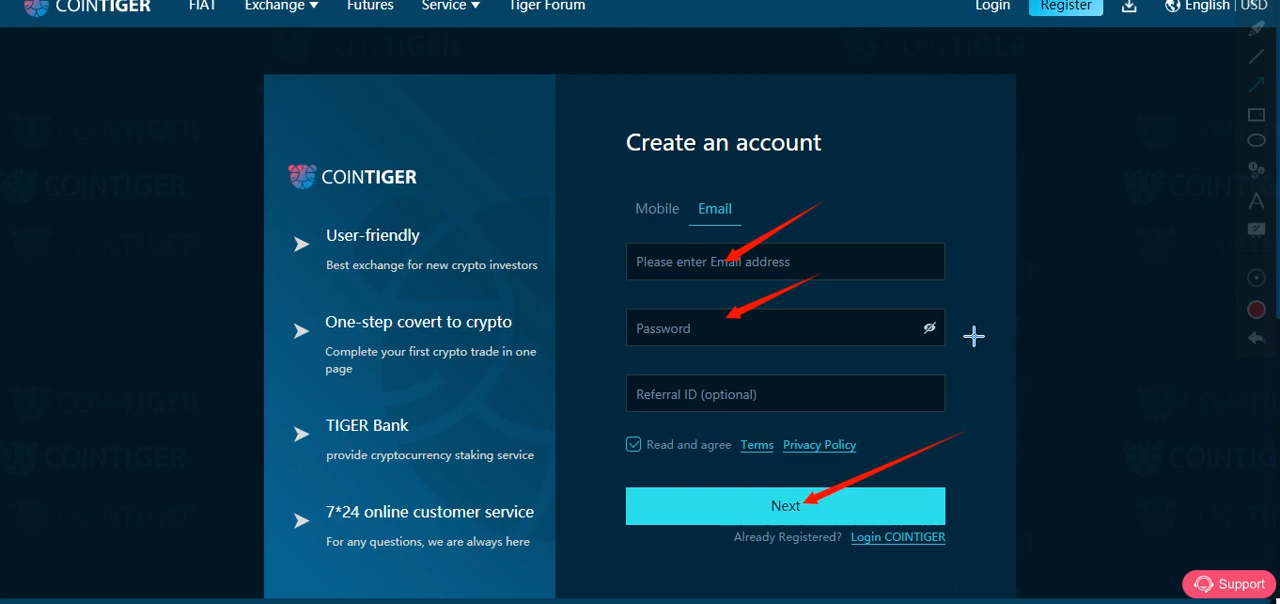 COINTIGER FIAT Exchange Futures Service Tiger Forum Login Register English | USD
COINTIGER
User-friendly
Best exchange for new crypto investors
One-step covert to crypto
Complete your first crypto trade in one
page
TIGER Bank
provide cryptocurrency staking service
7*24 online customer service
For any questions, we are always here
Create an account
Mobile Email
Please enter Email address
Password
Referral ID (optional)
Read and agree Terms Privacy Policy
Next
Already Registered? Login COINTIGER
Support